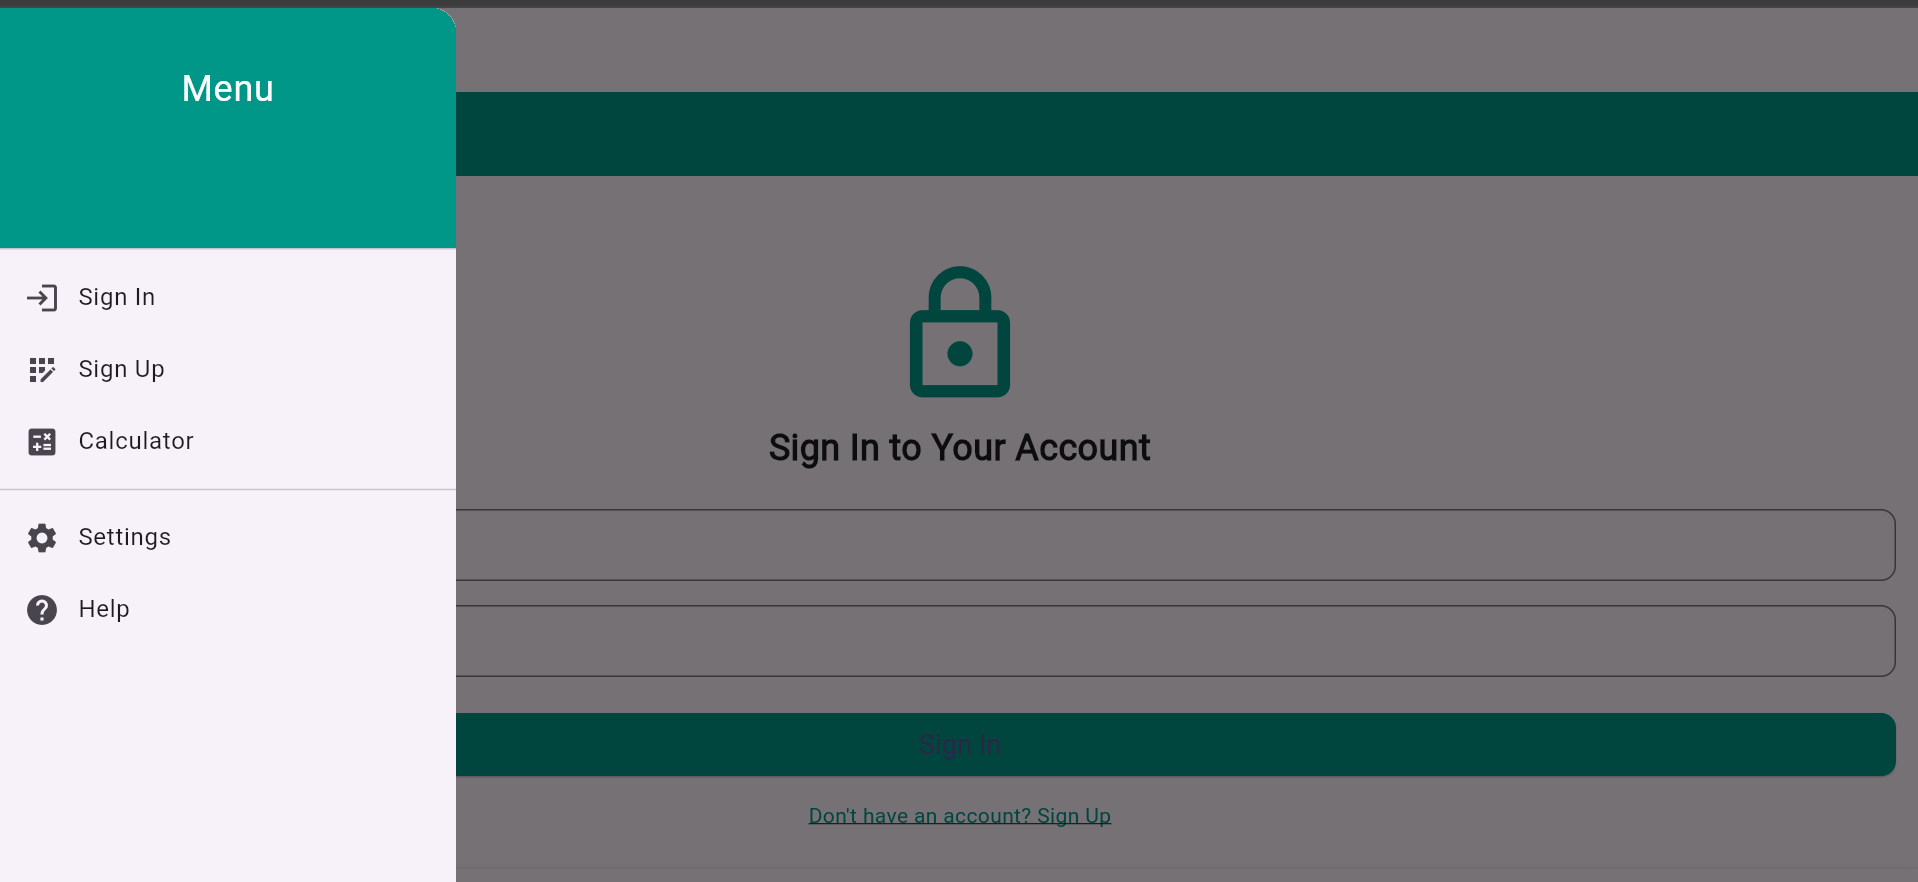 Menu
Sign In
Sign Up
Calculator
Settings
Help
Sign In to Your Account
Sign In
Don't have an account? Sign Up